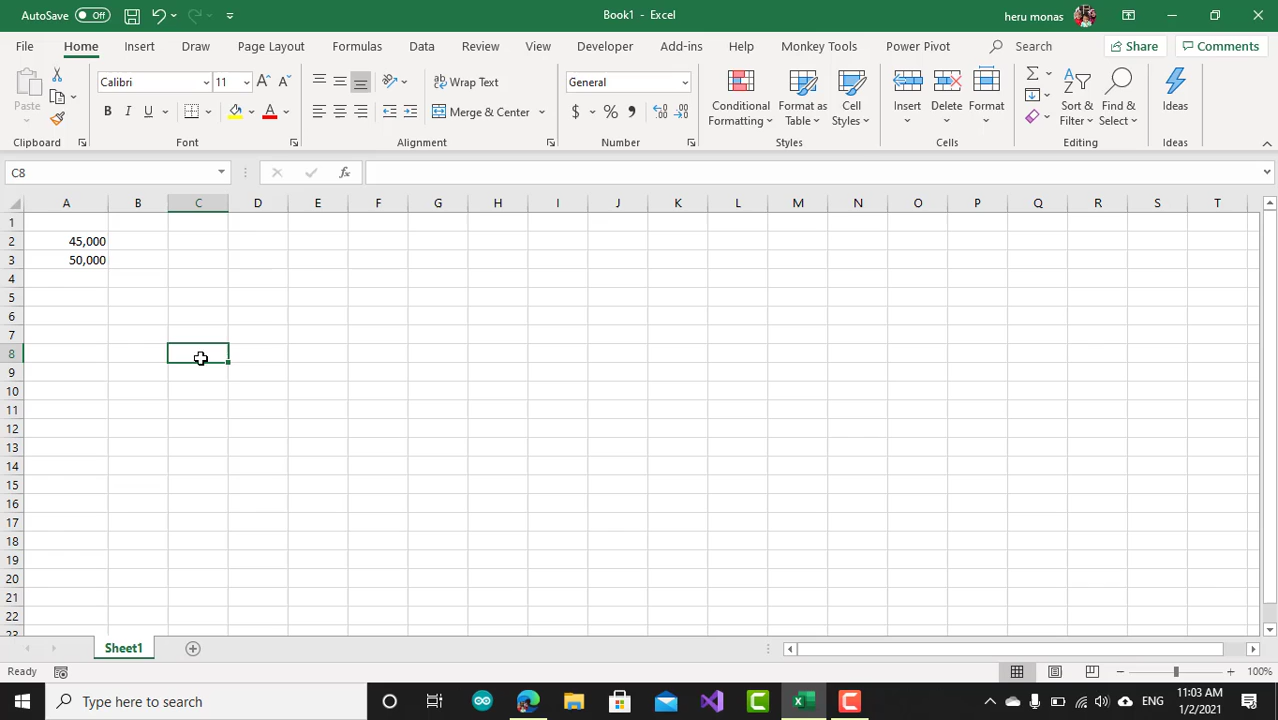 AutoSave Off Book1 - Excel heru monas
File Home Insert Draw Page Layout Formulas Data Review View Developer Add-ins Help Monkey Tools Power Pivot Search Share Comments
Paste Calibri 11 Wrap Text General Conditional Formatting Format as Table Cell Styles Insert Delete Format Sort & Filter Find & Select Ideas
B I U A Merge & Center $ %
Clipboard Font Alignment Number Styles Cells Editing Ideas
C8 fx
A B C D E F G H I J K L M N O P Q R S T
1
2 45,000
3 50,000
4
5
6
7
8
9
10
11
12
13
14
15
16
17
18
19
20
21
22
23
Sheet1
Ready 100%
Type here to search ENG 11:03 AM
1/2/2021